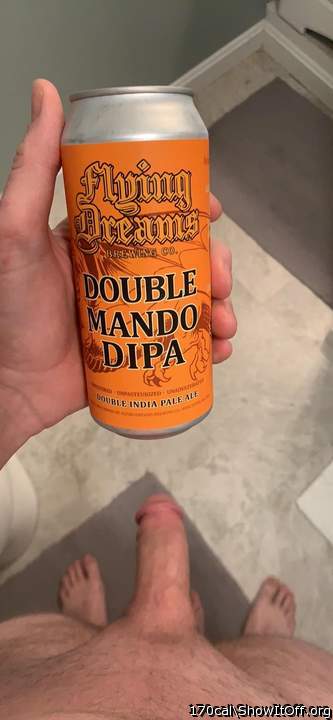 Flying
Dreams
BREWING CO.
DOUBLE
MANDO
DIPA
DOUBLE INDIA PALE ALE
170cal\ShowItOff.org